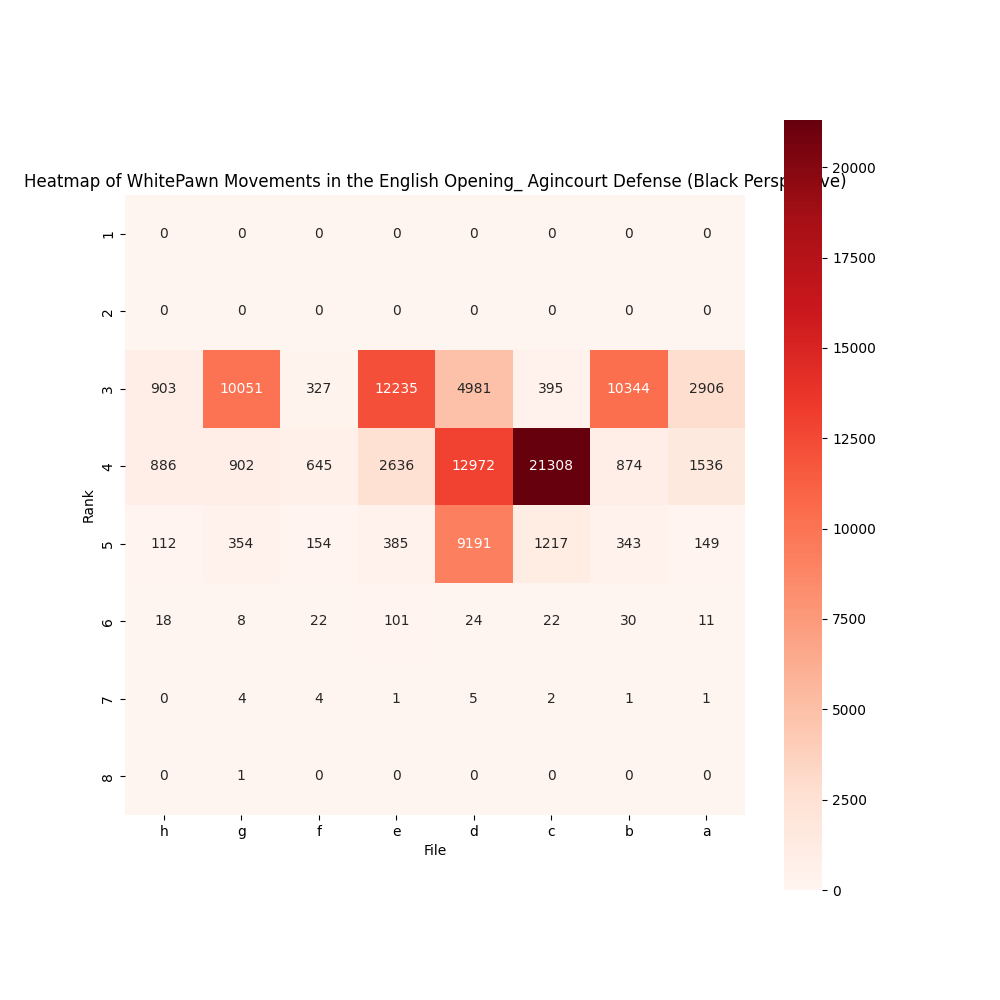 Heatmap of WhitePawn Movements in the English Opening_ Agincourt Defense (Black Persp ve)
20000
17500
15000
12500
10000
7500
5000
2500
0
Rank
1 0 0 0 0 0 0 0 0
2 0 0 0 0 0 0 0 0
3 903 10051 327 12235 4981 395 10344 2906
4 886 902 645 2636 12972 21308 874 1536
5 112 354 154 385 9191 1217 343 149
6 18 8 22 101 24 22 30 11
7 0 4 4 1 5 2 1 1
8 0 1 0 0 0 0 0 0
h g f e d c b a
File